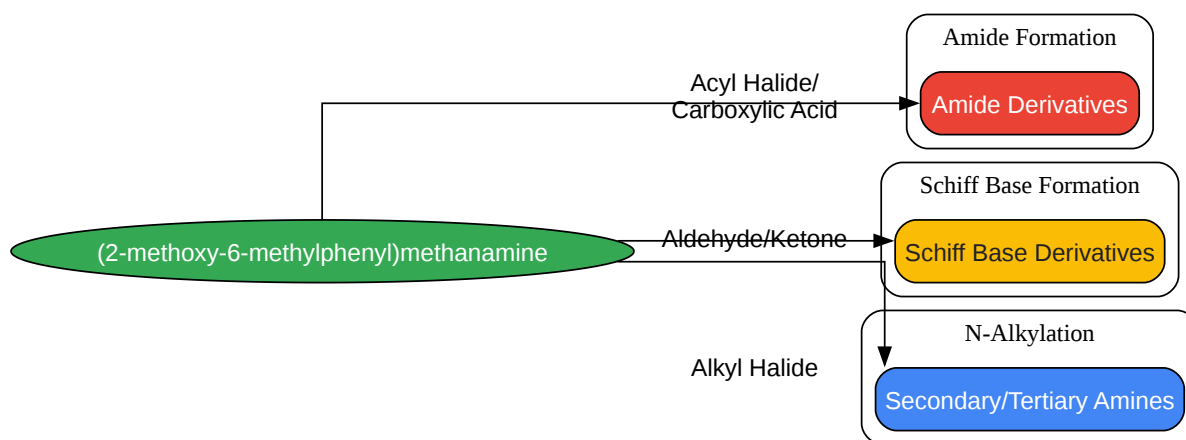 Amide Formation
Acyl Halide/
Carboxylic Acid
Amide Derivatives
Schiff Base Formation
(2-methoxy-6-methylphenyl)methanamine
Aldehyde/Ketone
Schiff Base Derivatives
N-Alkylation
Alkyl Halide
Secondary/Tertiary Amines